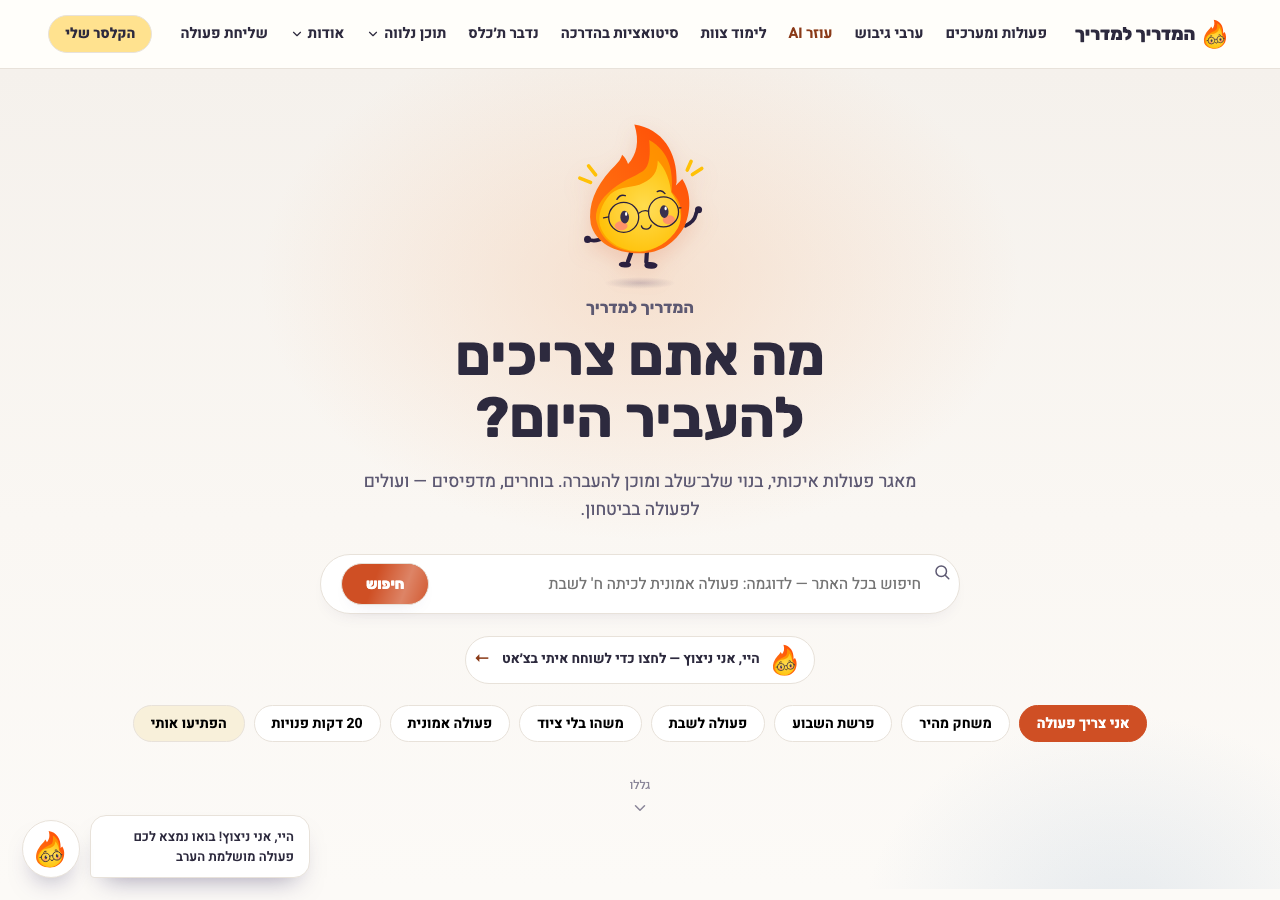 המדריך למדריך
פעולות ומערכים
ערבי גיבוש
עוזר AI
לימוד צוות
סיטואציות בהדרכה
נדבר ת׳כלס
תוכן נלווה
אודות
שליחת פעולה
הקלסר שלי
המדריך למדריך
מה אתם צריכים
להעביר היום?
מאגר פעולות איכותי, בנוי שלב־שלב ומוכן להעברה. בוחרים, מדפיסים — ועולים
לפעולה בביטחון.
חיפוש בכל האתר — לדוגמה: פעולה אמונית לכיתה ח' לשבת
חיפוש
היי, אני ניצוץ — לחצו כדי לשוחח איתי בצ׳אט ←
אני צריך פעולה
משחק מהיר
פרשת השבוע
פעולה לשבת
משהו בלי ציוד
פעולה אמונית
20 דקות פנויות
הפתיעו אותי
גללו
היי, אני ניצוץ! בואו נמצא לכם
פעולה מושלמת הערב